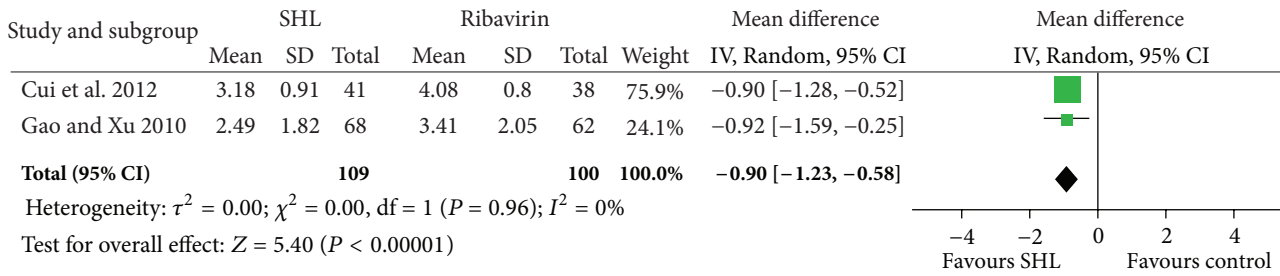 SHL Ribavirin Mean difference Mean difference
Study and subgroup
Mean SD Total Mean SD Total Weight IV, Random, 95% CI IV, Random, 95% CI
Cui et al. 2012 3.18 0.91 41 4.08 0.8 38 75.9% −0.90 [−1.28, −0.52]
Gao and Xu 2010 2.49 1.82 68 3.41 2.05 62 24.1% −0.92 [−1.59, −0.25]
Total (95% CI) 109 100 100.0% −0.90 [−1.23, −0.58]
Heterogeneity: τ² = 0.00; χ² = 0.00, df = 1 (P = 0.96); I² = 0%
Test for overall effect: Z = 5.40 (P < 0.00001)
−4 −2 0 2 4
Favours SHL Favours control